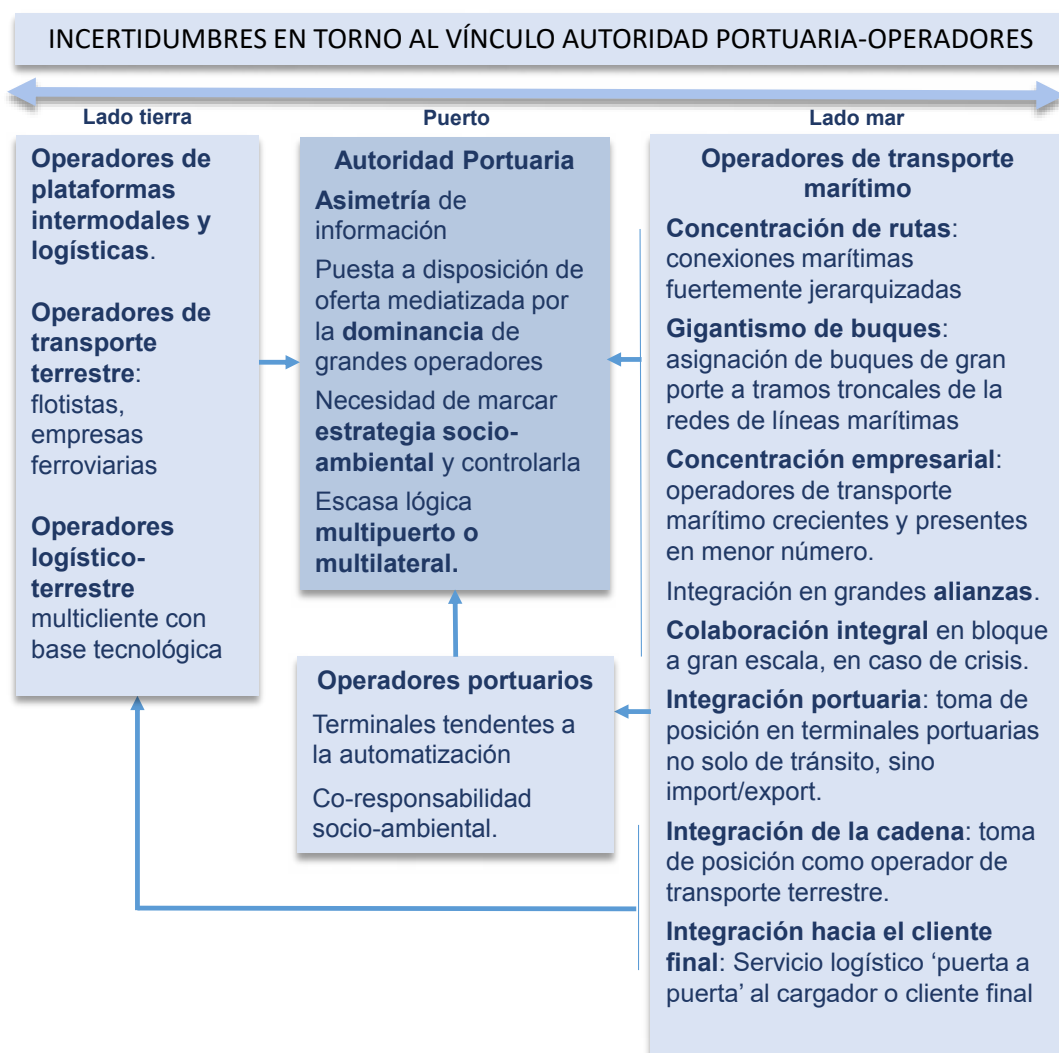 INCERTIDUMBRES EN TORNO AL VÍNCULO AUTORIDAD PORTUARIA-OPERADORES
Lado tierra
Operadores de
plataformas
intermodales y
logísticas.
Operadores de
transporte
terrestre:
flotistas,
empresas
ferroviarias
Operadores
logístico-
terrestre
multicliente con
base tecnológica
Puerto
Autoridad Portuaria
Asimetría de
información
Puesta a disposición de
oferta mediatizada por
la dominancia de
grandes operadores
Necesidad de marcar
estrategia socio-
ambiental y controlarla
Escasa lógica
multipuerto o
multilateral.
Operadores portuarios
Terminales tendentes a
la automatización
Co-responsabilidad
socio-ambiental.
Lado mar
Operadores de transporte
marítimo
Concentración de rutas:
conexiones marítimas
fuertemente jerarquizadas
Gigantismo de buques:
asignación de buques de gran
porte a tramos troncales de la
redes de líneas marítimas
Concentración empresarial:
operadores de transporte
marítimo crecientes y presentes
en menor número.
Integración en grandes alianzas.
Colaboración integral en bloque
a gran escala, en caso de crisis.
Integración portuaria: toma de
posición en terminales portuarias
no solo de tránsito, sino
import/export.
Integración de la cadena: toma
de posición como operador de
transporte terrestre.
Integración hacia el cliente
final: Servicio logístico ‘puerta a
puerta’ al cargador o cliente final